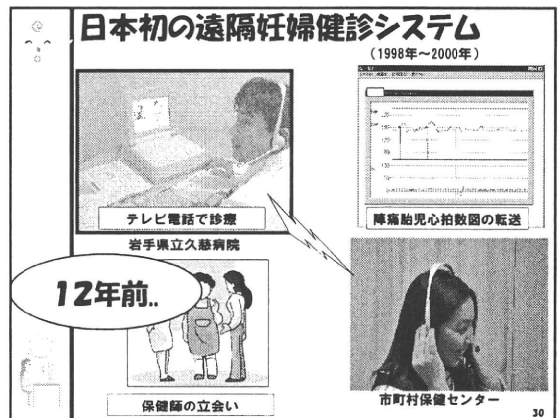 日本初の遠隔妊婦健診システム
(1998年~2000年)
テレビ電話で診療
岩手県立久慈病院
陣痛胎児心拍数図の転送
12年前..
保健師の立会い
市町村保健センター
30